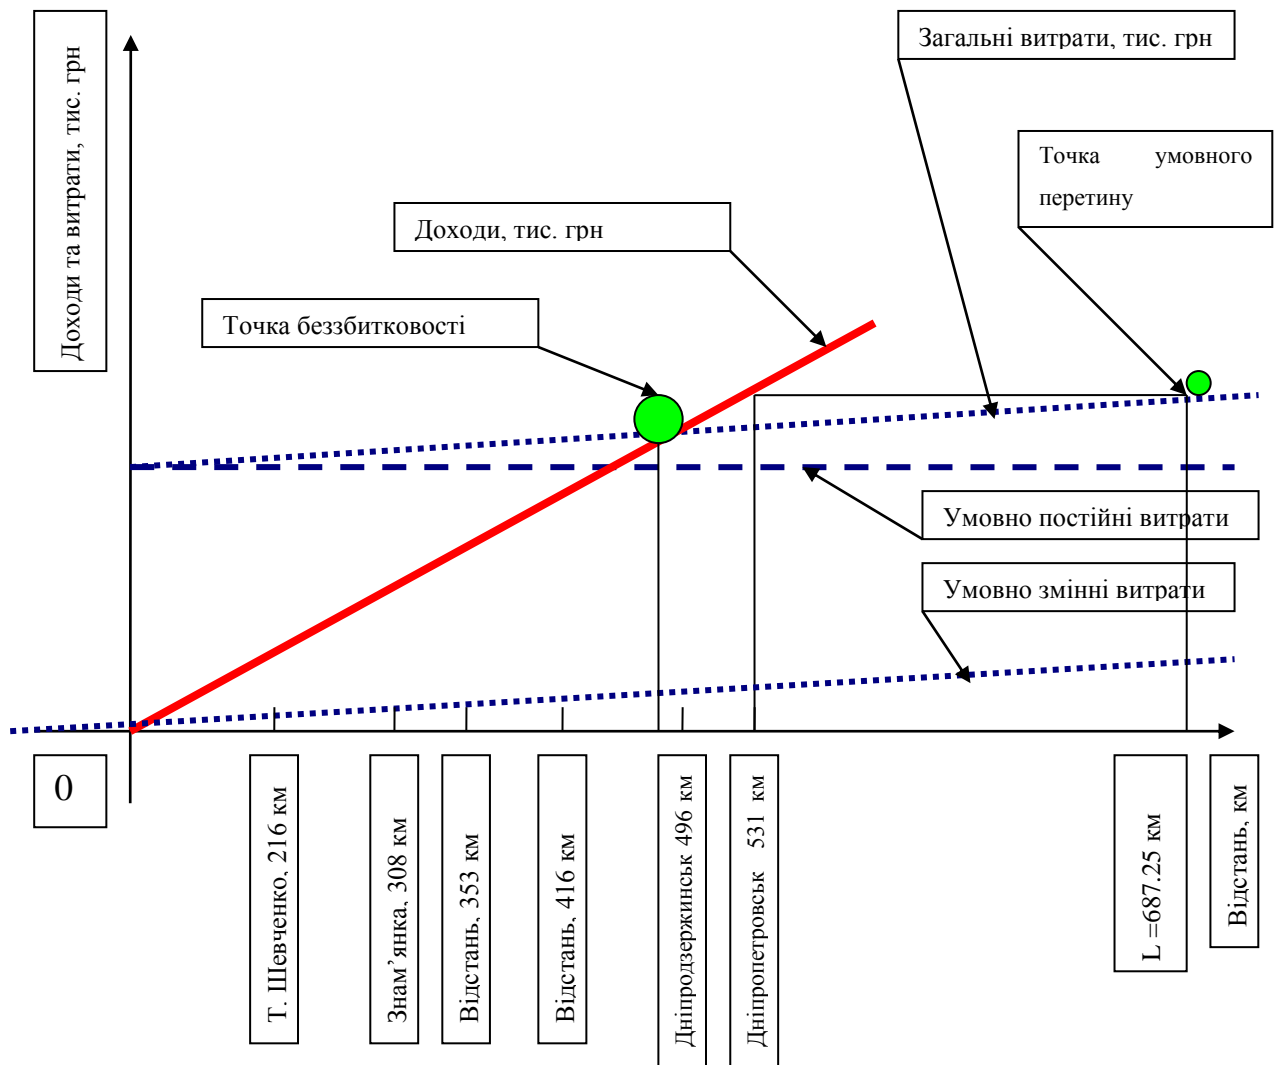 Доходи та витрати, тис. грн
Загальні витрати, тис. грн
Точка умовного
перетину
Доходи, тис. грн
Точка беззбитковості
Умовно постійні витрати
Умовно змінні витрати
0
Т. Шевченко, 216 км
Знам’янка, 308 км
Відстань, 353 км
Відстань, 416 км
Дніпродзержинськ 496 км
Дніпропетровськ 531 км
L =687.25 км
Відстань, км